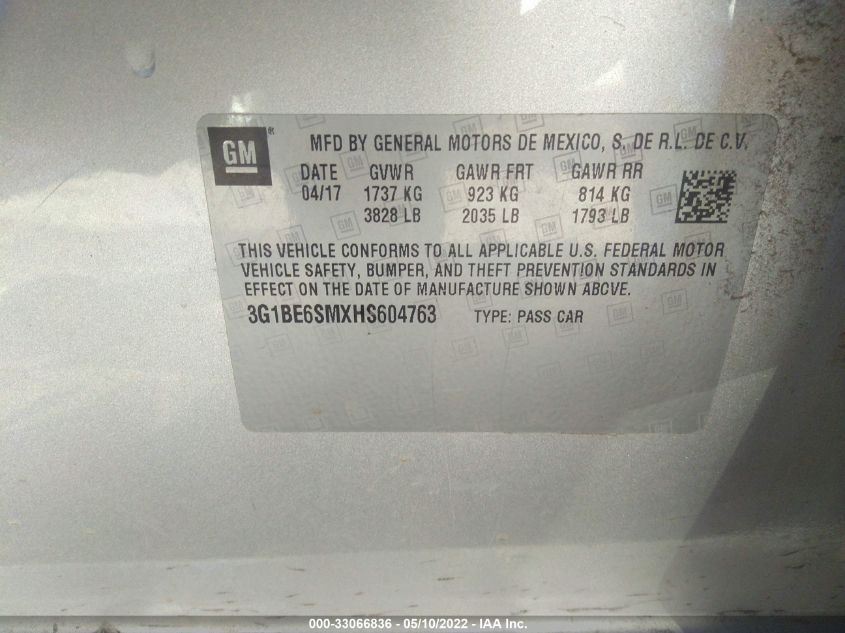 GM®
MFD BY GENERAL MOTORS DE MEXICO, S. DE R.L. DE C.V.
DATE GVWR GAWR FRT GAWR RR
04/17 1737 KG 923 KG 814 KG
3828 LB 2035 LB 1793 LB
THIS VEHICLE CONFORMS TO ALL APPLICABLE U.S. FEDERAL MOTOR
VEHICLE SAFETY, BUMPER, AND THEFT PREVENTION STANDARDS IN
EFFECT ON THE DATE OF MANUFACTURE SHOWN ABOVE.
3G1BE6SMXHS604763 TYPE: PASS CAR
000-33066836 - 05/10/2022 - IAA Inc.